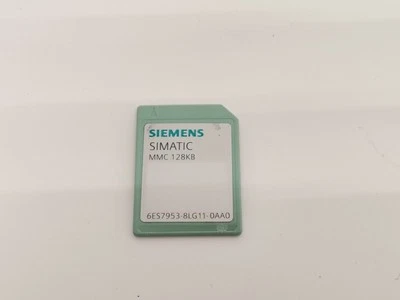 SIEMENS
SIMATIC
MMC 128KB
6ES7953-8LG11-0AA0